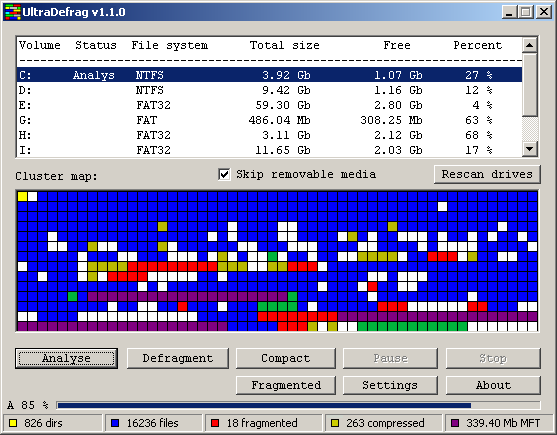 UltraDefrag v1.1.0
Volume Status File system Total size Free Percent
C: Analys NTFS 3.92 Gb 1.07 Gb 27 %
D: NTFS 9.42 Gb 1.16 Gb 12 %
E: FAT32 59.30 Gb 2.80 Gb 4 %
G: FAT 486.04 Mb 308.25 Mb 63 %
H: FAT32 3.11 Gb 2.12 Gb 68 %
I: FAT32 11.65 Gb 2.03 Gb 17 %
Cluster map: Skip removable media Rescan drives
Analyse Defragment Compact Pause Stop
Fragmented Settings About
A 85 %
826 dirs 16236 files 18 fragmented 263 compressed 339.40 Mb MFT